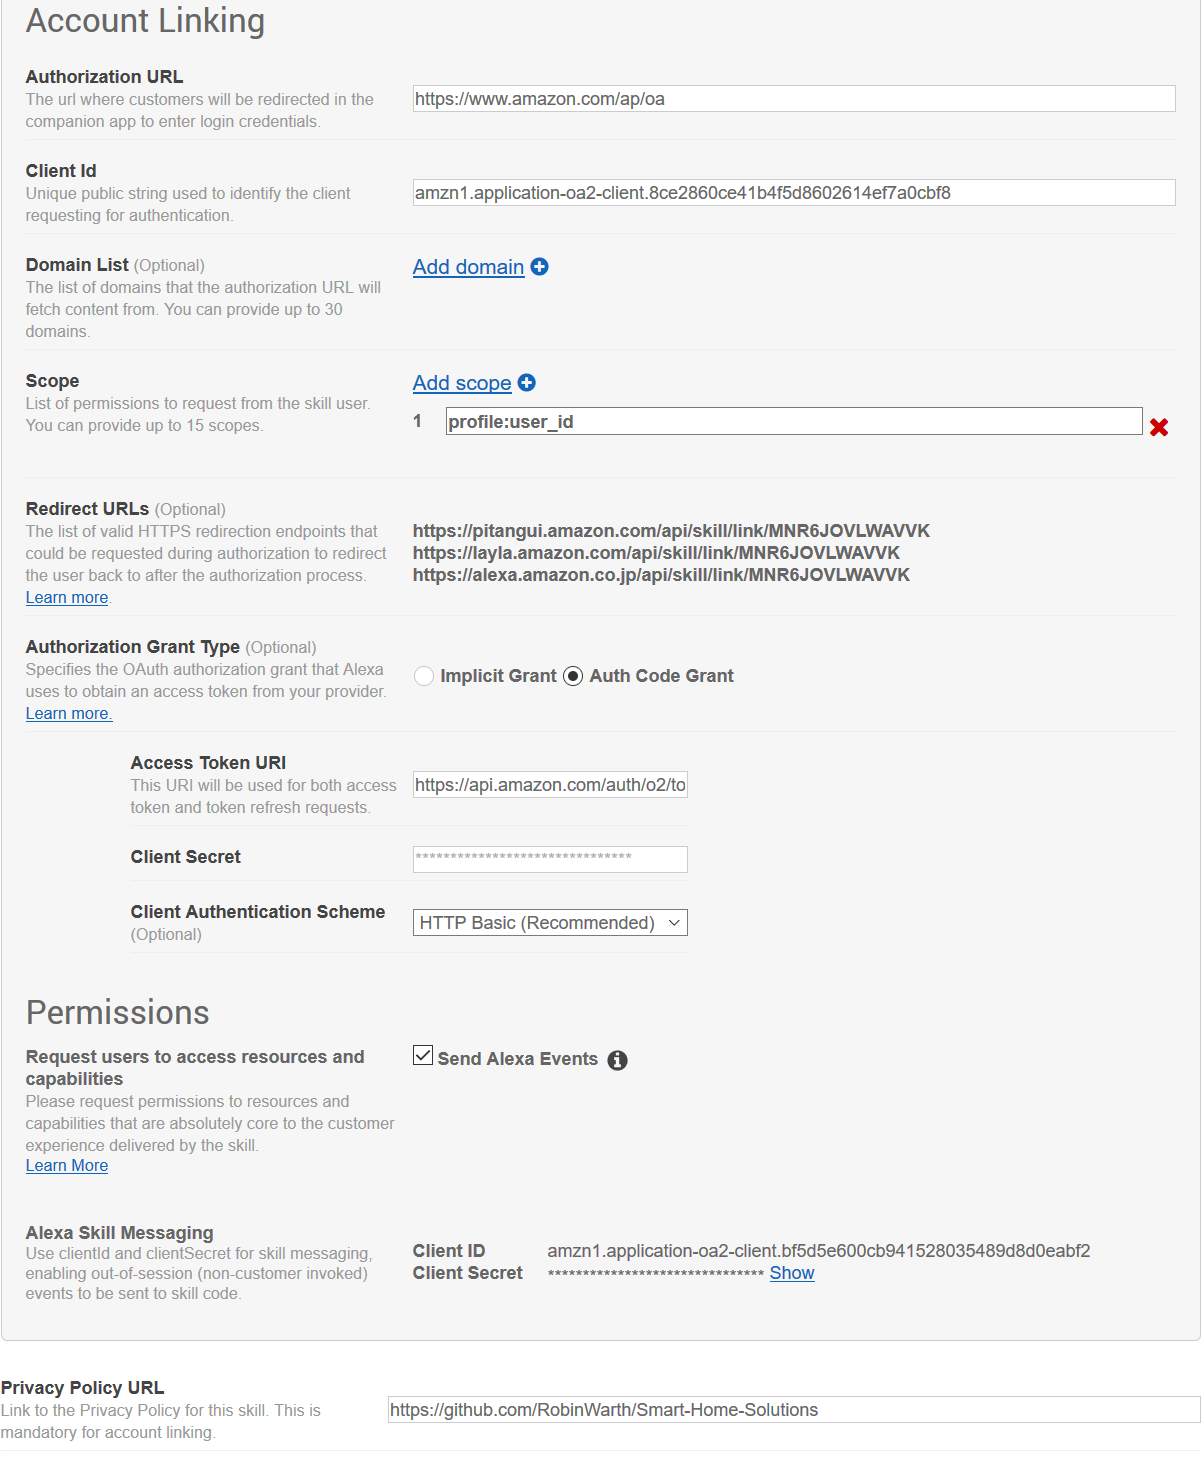 Account Linking
Authorization URL
The url where customers will be redirected in the
companion app to enter login credentials.
https://www.amazon.com/ap/oa
Client Id
Unique public string used to identify the client
requesting for authentication.
amzn1.application-oa2-client.8ce2860ce41b4f5d8602614ef7a0cbf8
Domain List (Optional)
The list of domains that the authorization URL will
fetch content from. You can provide up to 30
domains.
Add domain
Scope
List of permissions to request from the skill user.
You can provide up to 15 scopes.
Add scope
1 profile:user_id
Redirect URLs (Optional)
The list of valid HTTPS redirection endpoints that
could be requested during authorization to redirect
the user back to after the authorization process.
Learn more.
https://pitangui.amazon.com/api/skill/link/MNR6JOVLWAVVK
https://layla.amazon.com/api/skill/link/MNR6JOVLWAVVK
https://alexa.amazon.co.jp/api/skill/link/MNR6JOVLWAVVK
Authorization Grant Type (Optional)
Specifies the OAuth authorization grant that Alexa
uses to obtain an access token from your provider.
Learn more.
Implicit Grant Auth Code Grant
Access Token URI
This URI will be used for both access
token and token refresh requests.
https://api.amazon.com/auth/o2/to
Client Secret
*******************************
Client Authentication Scheme
(Optional)
HTTP Basic (Recommended)
Permissions
Request users to access resources and
capabilities
Please request permissions to resources and
capabilities that are absolutely core to the customer
experience delivered by the skill.
Learn More
Send Alexa Events
Alexa Skill Messaging
Use clientId and clientSecret for skill messaging,
enabling out-of-session (non-customer invoked)
events to be sent to skill code.
Client ID amzn1.application-oa2-client.bf5d5e600cb941528035489d8d0eabf2
Client Secret ******************************* Show
Privacy Policy URL
Link to the Privacy Policy for this skill. This is
mandatory for account linking.
https://github.com/RobinWarth/Smart-Home-Solutions